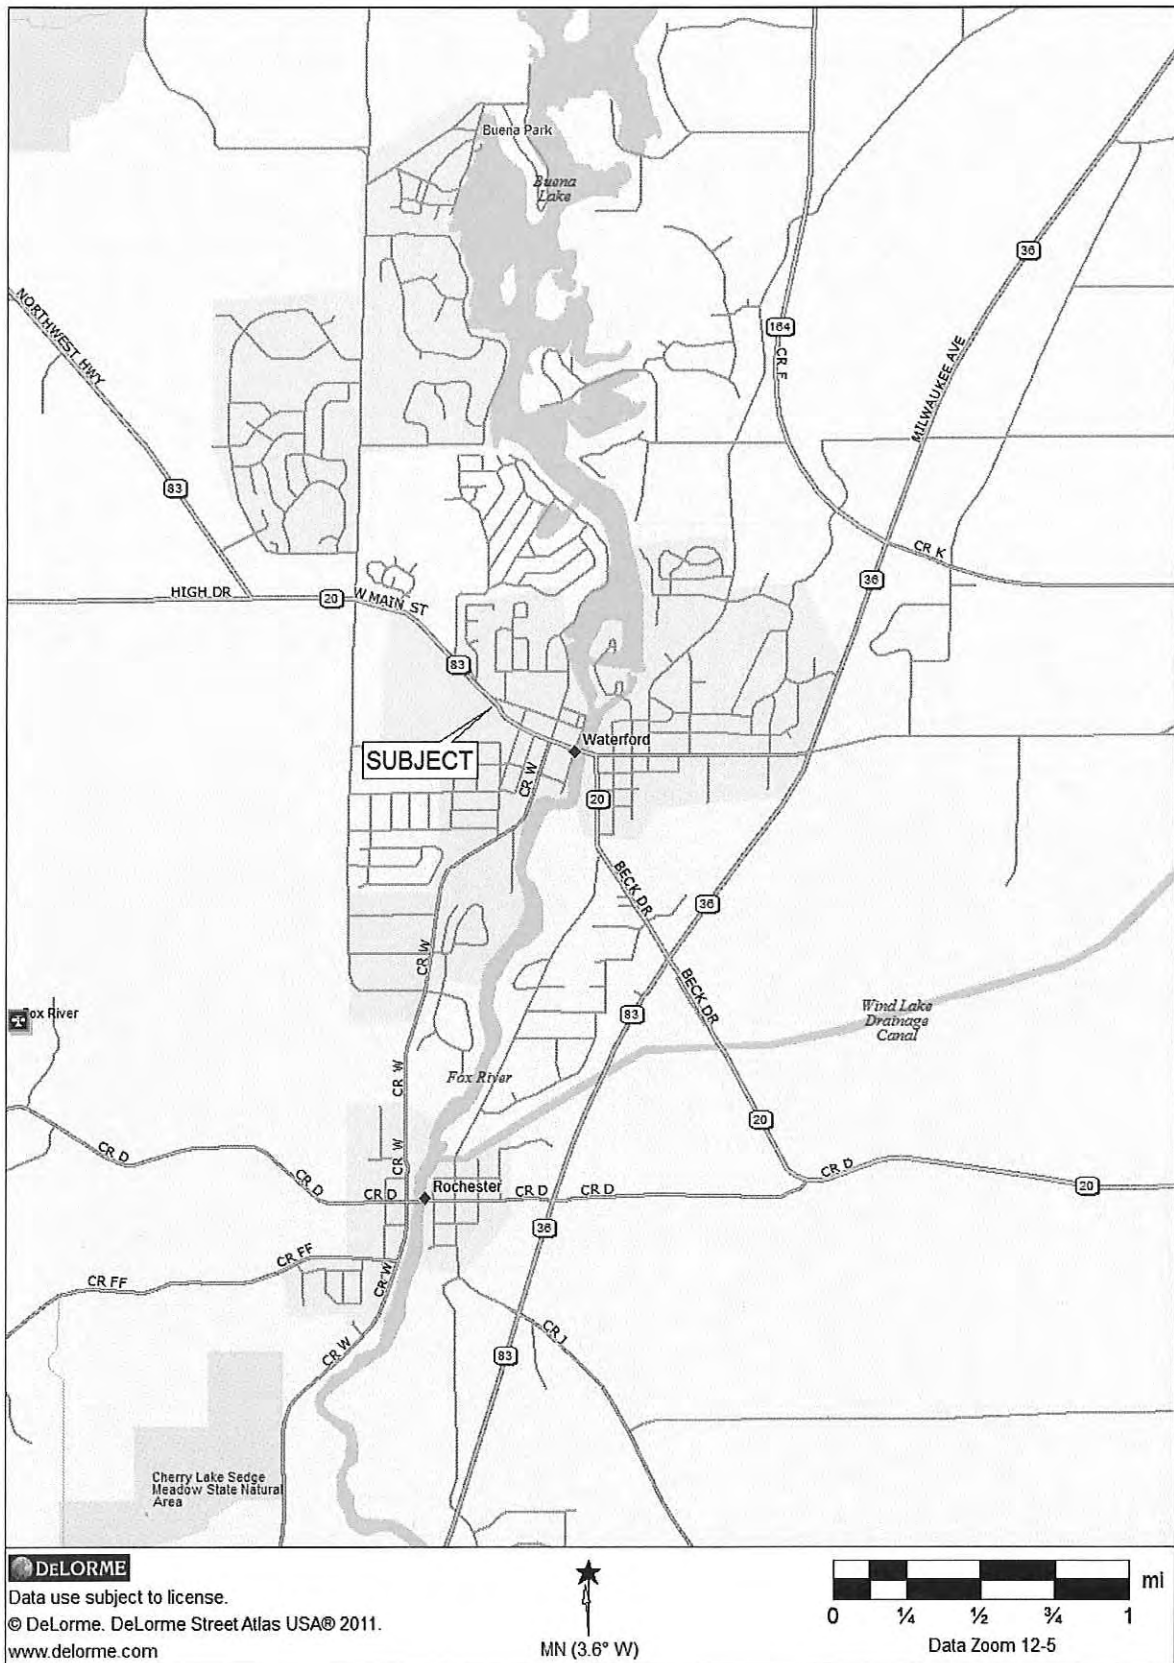 Buena Park
Buena
Lake
36
NORTHWEST HWY
164
CR F
MILWAUKEE AVE
83
CR K
36
HIGH DR
20
W MAIN ST
83
Waterford
SUBJECT
CR W
20
BECK DR
36
CR W
BECK DR
Fox River
83
Wind Lake
Drainage
Canal
CR W
Fox River
20
CR D
CR W
CR D
CR D
CR D
Rochester
CR D
CR D
20
36
CR FF
CR FF
CR W
CR W
CR J
83
Cherry Lake Sedge
Meadow State Natural
Area
DELORME
Data use subject to license.
© DeLorme. DeLorme Street Atlas USA® 2011.
www.delorme.com
MN (3.6° W)
mi
0 ¼ ½ ¾ 1
Data Zoom 12-5